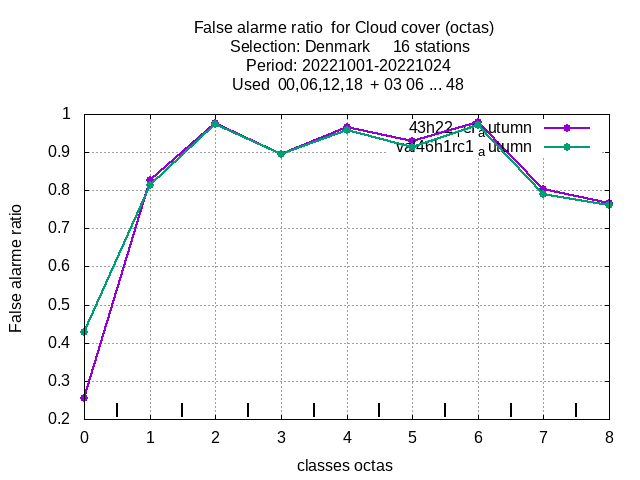 False alarme ratio for Cloud cover (octas)
Selection: Denmark 16 stations
Period: 20221001-20221024
Used 00,06,12,18 + 03 06 ... 48
1
0.9
0.8
0.7
0.6
0.5
0.4
0.3
0.2
False alarme ratio
0 1 2 3 4 5 6 7 8
classes octas